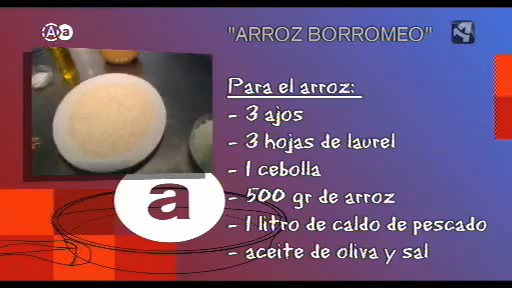 Aa
"ARROZ BORROMEO"
Para el arroz:
- 3 ajos
- 3 hojas de laurel
- 1 cebolla
- 500 gr de arroz
- 1 litro de caldo de pescado
- aceite de oliva y sal
a